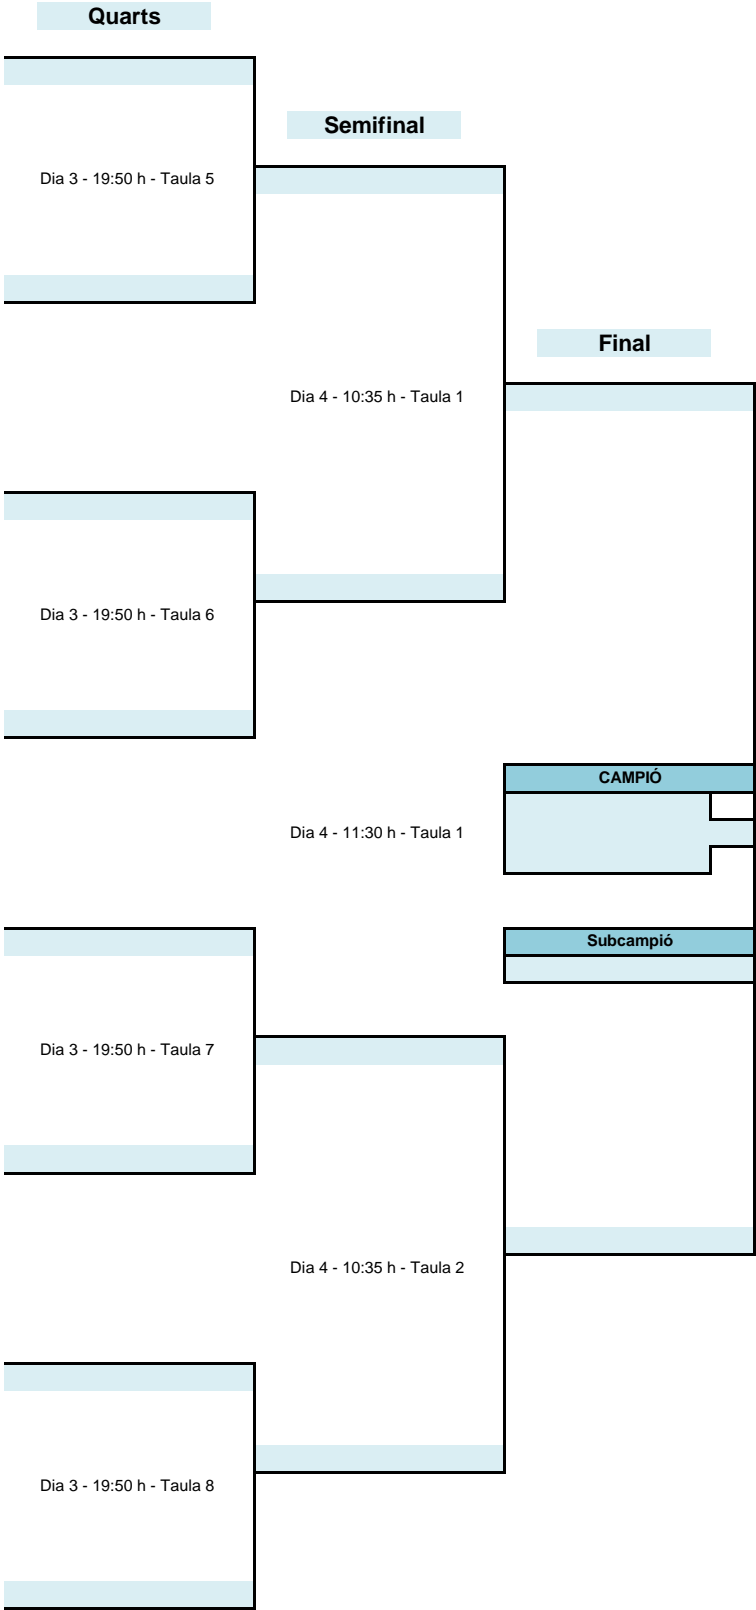 Quarts
Semifinal
Dia 3 - 19:50 h - Taula 5
Final
Dia 4 - 10:35 h - Taula 1
Dia 3 - 19:50 h - Taula 6
CAMPIÓ
Dia 4 - 11:30 h - Taula 1
Subcampió
Dia 3 - 19:50 h - Taula 7
Dia 4 - 10:35 h - Taula 2
Dia 3 - 19:50 h - Taula 8